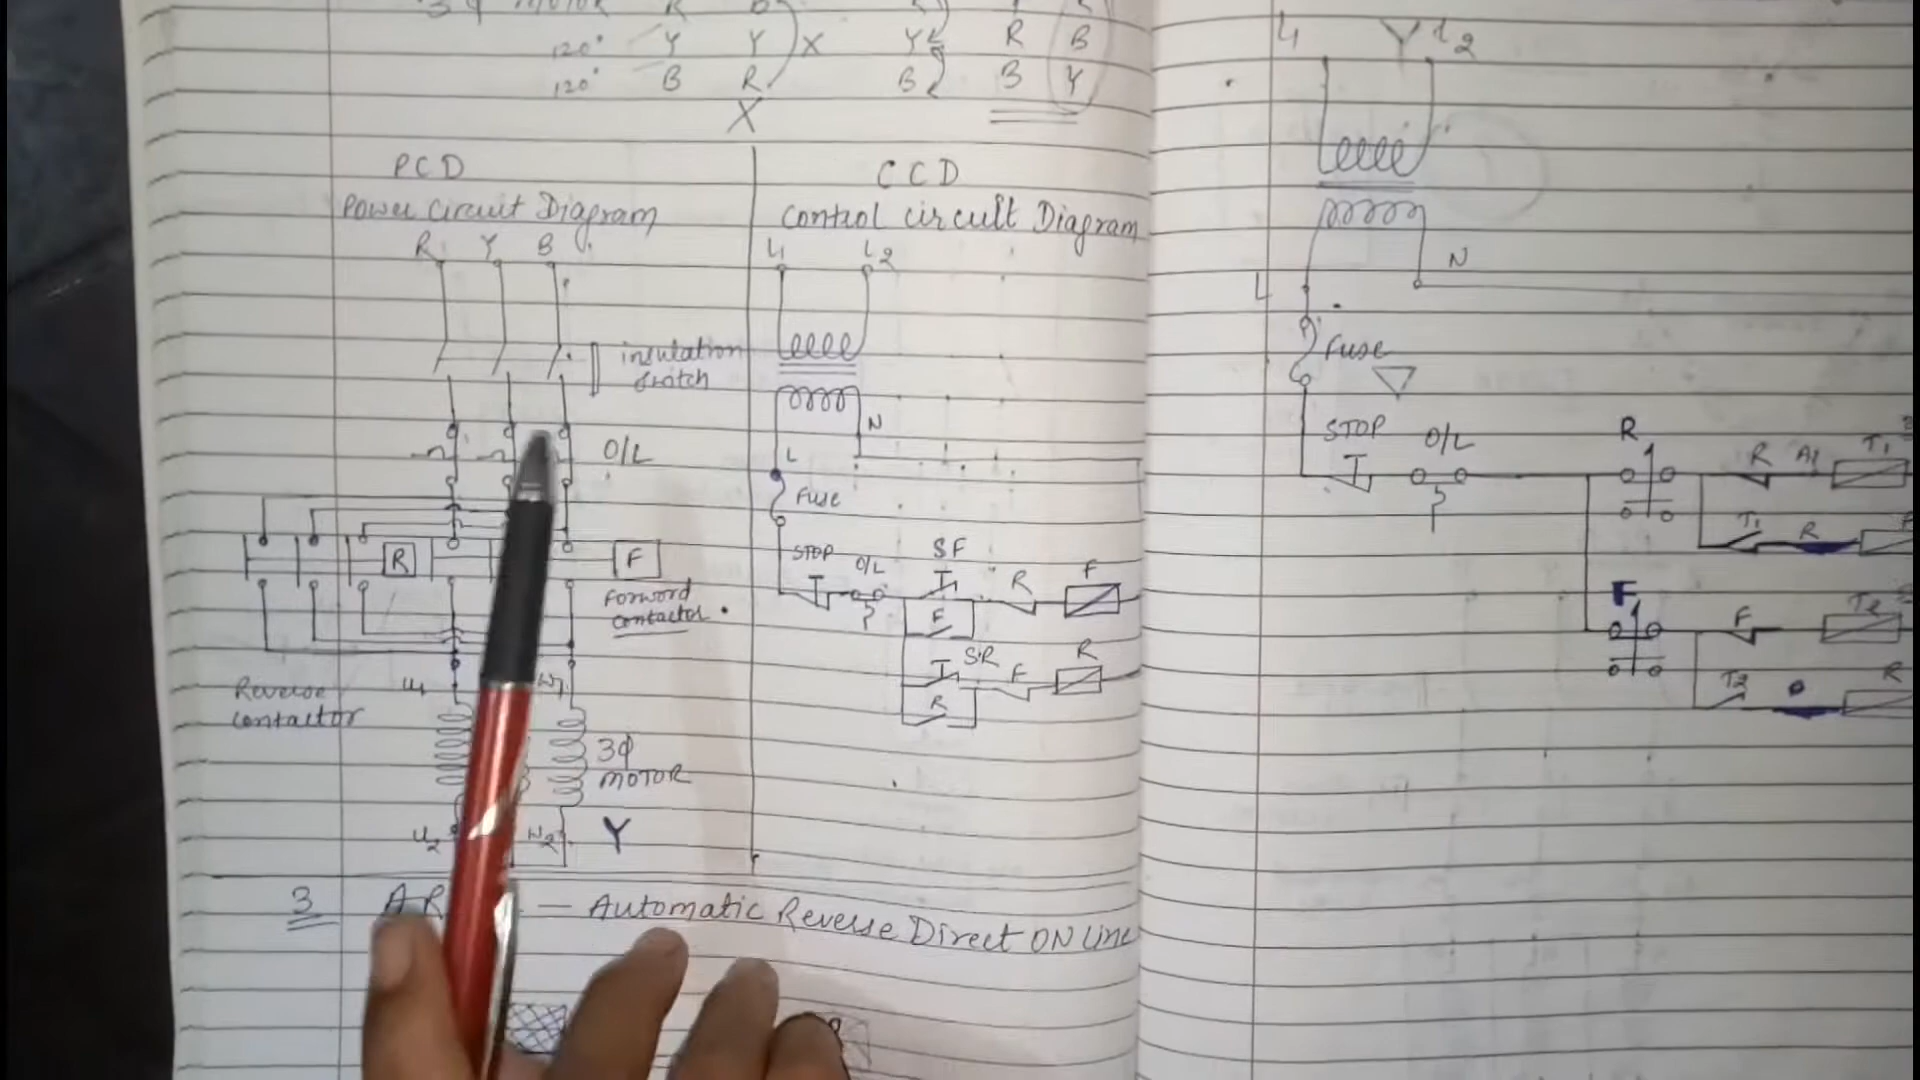 3φ MOTOR R B
120° Y Y X Y R B
120° B R B B Y
X
PCD
Power Circuit Diagram
R Y B
insulation
switch
O/L
R F
Forword
contactor
Reverse
contactor
U1 W1
3φ
MOTOR
U2 W2 Y
CCD
Control circuit Diagram
L1 L2
N
L
Fuse
STOP O/L SF R F
F
SR F R
R
3 AR — Automatic Reverse Direct ON Line
L1 Y L2
N
L
Fuse
STOP O/L R R A1 T1
T1 R
F F T2
T2 R